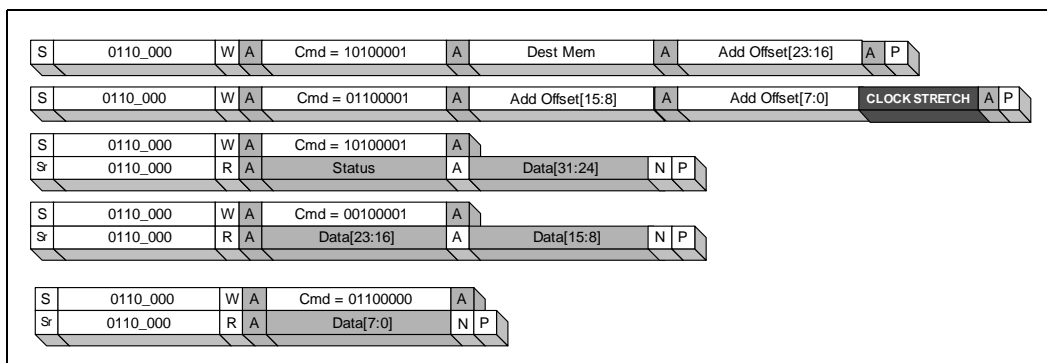 S 0110_000 W A Cmd = 10100001 A Dest Mem A Add Offset[23:16] A P
S 0110_000 W A Cmd = 01100001 A Add Offset[15:8] A Add Offset[7:0] CLOCK STRETCH A P
S 0110_000 W A Cmd = 10100001 A
Sr 0110_000 R A Status A Data[31:24] N P
S 0110_000 W A Cmd = 00100001 A
Sr 0110_000 R A Data[23:16] A Data[15:8] N P
S 0110_000 W A Cmd = 01100000 A
Sr 0110_000 R A Data[7:0] N P